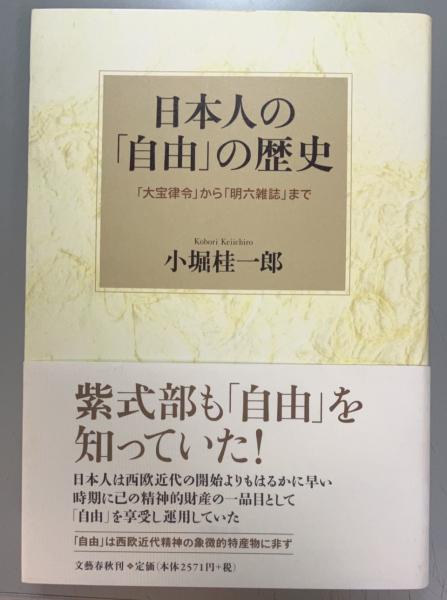 日本人の
「自由」の歴史
「大宝律令」から「明六雑誌」まで
Kobori Keiichiro
小堀桂一郎
紫式部も「自由」を
知っていた！
日本人は西欧近代の開始よりもはるかに早い
時期に己の精神的財産の一品目として
「自由」を享受し運用していた
「自由」は西欧近代精神の象徴的特産物に非ず
文藝春秋刊❖定価（本体2571円+税）